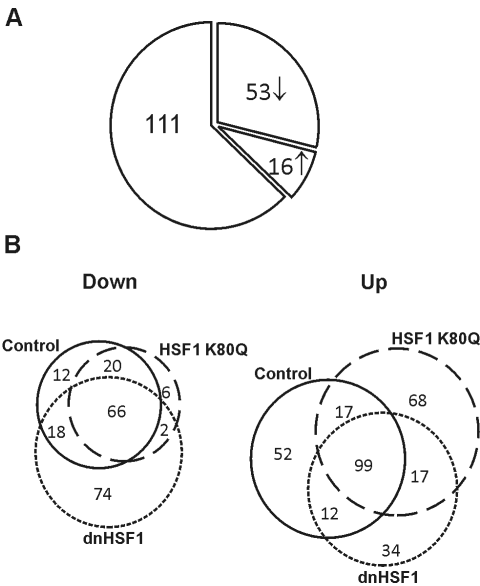 A
53↓
111
16↑
B
Down
Up
HSF1 K80Q
Control
HSF1 K80Q
20
12
6
66
18
2
74
dnHSF1
Control
17
68
52
99
17
12
34
dnHSF1